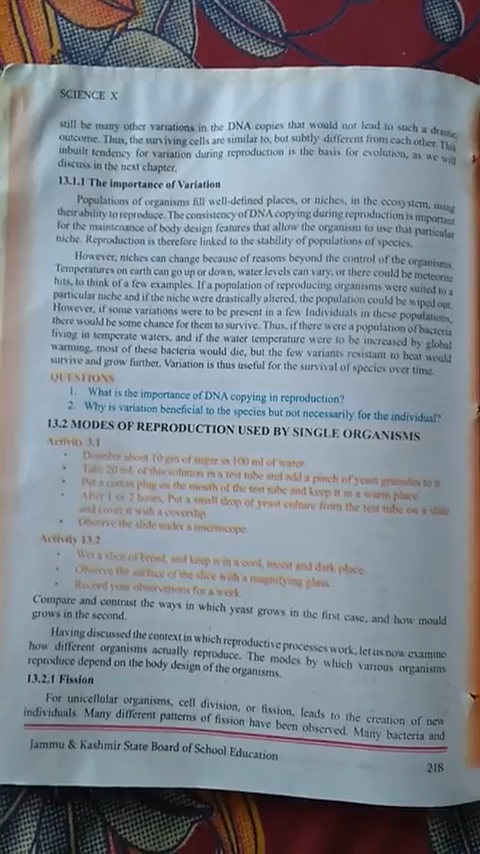 SCIENCE X
still be many other variations in the DNA copies that would not lead to such a drastic
outcome. Thus, the surviving cells are similar to, but subtly different from each other. This
inbuilt tendency for variation during reproduction is the basis for evolution, as we will
discuss in the next chapter.
13.1.1 The importance of Variation
Populations of organisms fill well-defined places, or niches, in the ecosystem, using
their ability to reproduce. The consistency of DNA copying during reproduction is important
for the maintenance of body design features that allow the organism to use that particular
niche. Reproduction is therefore linked to the stability of populations of species.
However, niches can change because of reasons beyond the control of the organisms.
Temperatures on earth can go up or down, water levels can vary, or there could be meteorite
hits, to think of a few examples. If a population of reproducing organisms were suited to a
particular niche and if the niche were drastically altered, the population could be wiped out.
However, if some variations were to be present in a few Individuals in these populations,
there would be some chance for them to survive. Thus, if there were a population of bacteria
living in temperate waters, and if the water temperature were to be increased by global
warming, most of these bacteria would die, but the few variants resistant to heat would
survive and grow further. Variation is thus useful for the survival of species over time.
QUESTIONS
1. What is the importance of DNA copying in reproduction?
2. Why is variation beneficial to the species but not necessarily for the individual?
13.2 MODES OF REPRODUCTION USED BY SINGLE ORGANISMS
Activity 3.1
• Dissolve about 10 gm of sugar in 100 ml of water
• Take 20 mL of this solution in a test tube and add a pinch of yeast granules to it
• Put a cotton plug on the mouth of the test tube and keep it in a warm place
• After 1 or 2 hours, Put a small drop of yeast culture from the test tube on a slide
and cover it with a coverslip
• Observe the slide under a microscope.
Activity 13.2
• Wet a slice of bread, and keep it in a cool, moist and dark place.
• Observe the surface of the slice with a magnifying glass.
• Record your observations for a week.
Compare and contrast the ways in which yeast grows in the first case, and how mould
grows in the second.
Having discussed the context in which reproductive processes work, let us now examine
how different organisms actually reproduce. The modes by which various organisms
reproduce depend on the body design of the organisms.
13.2.1 Fission
For unicellular organisms, cell division, or fission, leads to the creation of new
individuals. Many different patterns of fission have been observed. Many bacteria and
Jammu & Kashmir State Board of School Education
218